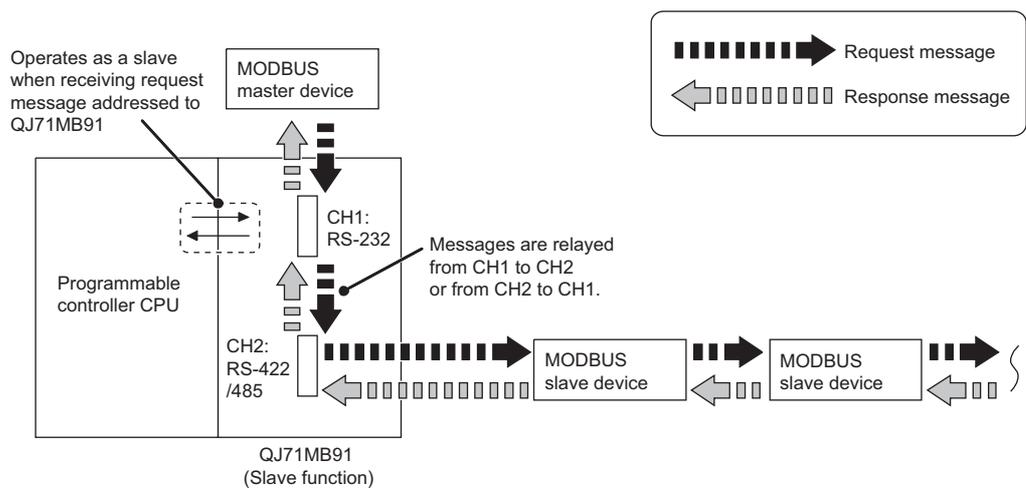 Operates as a slave
when receiving request
message addressed to
QJ71MB91
MODBUS
master device
Request message
Response message
CH1:
RS-232
Messages are relayed
from CH1 to CH2
or from CH2 to CH1.
Programmable
controller CPU
CH2:
RS-422
/485
MODBUS
slave device
MODBUS
slave device
QJ71MB91
(Slave function)